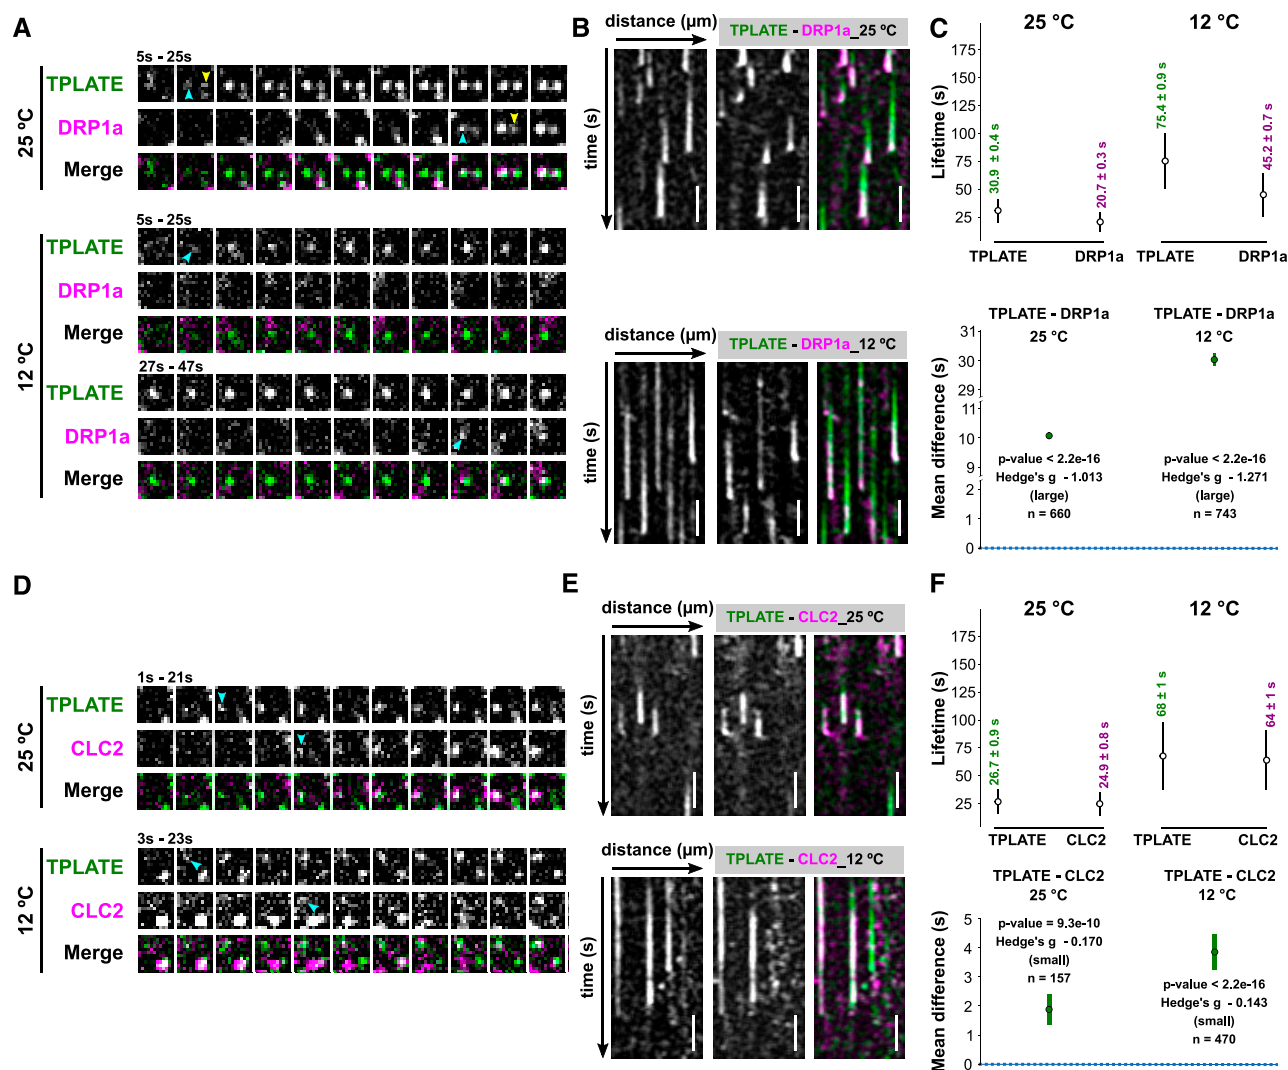 A
5s - 25s
25 ºC
TPLATE
DRP1a
Merge
5s - 25s
12 ºC
TPLATE
DRP1a
Merge
27s - 47s
TPLATE
DRP1a
Merge
B
distance (µm)
TPLATE - DRP1a_25 ºC
time (s)
distance (µm)
TPLATE - DRP1a_12 ºC
time (s)
C
25 °C
12 °C
Lifetime (s)
175
150
125
100
75
50
25
30.9 ± 0.4 s
20.7 ± 0.3 s
75.4 ± 0.9 s
45.2 ± 0.7 s
TPLATE
DRP1a
TPLATE
DRP1a
Mean difference (s)
31
30
29
11
10
9
2
1
0
TPLATE - DRP1a
25 °C
p-value < 2.2e-16
Hedge's g - 1.013
(large)
n = 660
TPLATE - DRP1a
12 °C
p-value < 2.2e-16
Hedge's g - 1.271
(large)
n = 743
D
1s - 21s
25 ºC
TPLATE
CLC2
Merge
3s - 23s
12 ºC
TPLATE
CLC2
Merge
E
distance (µm)
TPLATE - CLC2_25 ºC
time (s)
distance (µm)
TPLATE - CLC2_12 ºC
time (s)
F
25 °C
12 °C
Lifetime (s)
175
150
125
100
75
50
25
26.7 ± 0.9 s
24.9 ± 0.8 s
68 ± 1 s
64 ± 1 s
TPLATE
CLC2
TPLATE
CLC2
Mean difference (s)
5
4
3
2
1
0
TPLATE - CLC2
25 °C
p-value = 9.3e-10
Hedge's g - 0.170
(small)
n = 157
TPLATE - CLC2
12 °C
p-value < 2.2e-16
Hedge's g - 0.143
(small)
n = 470